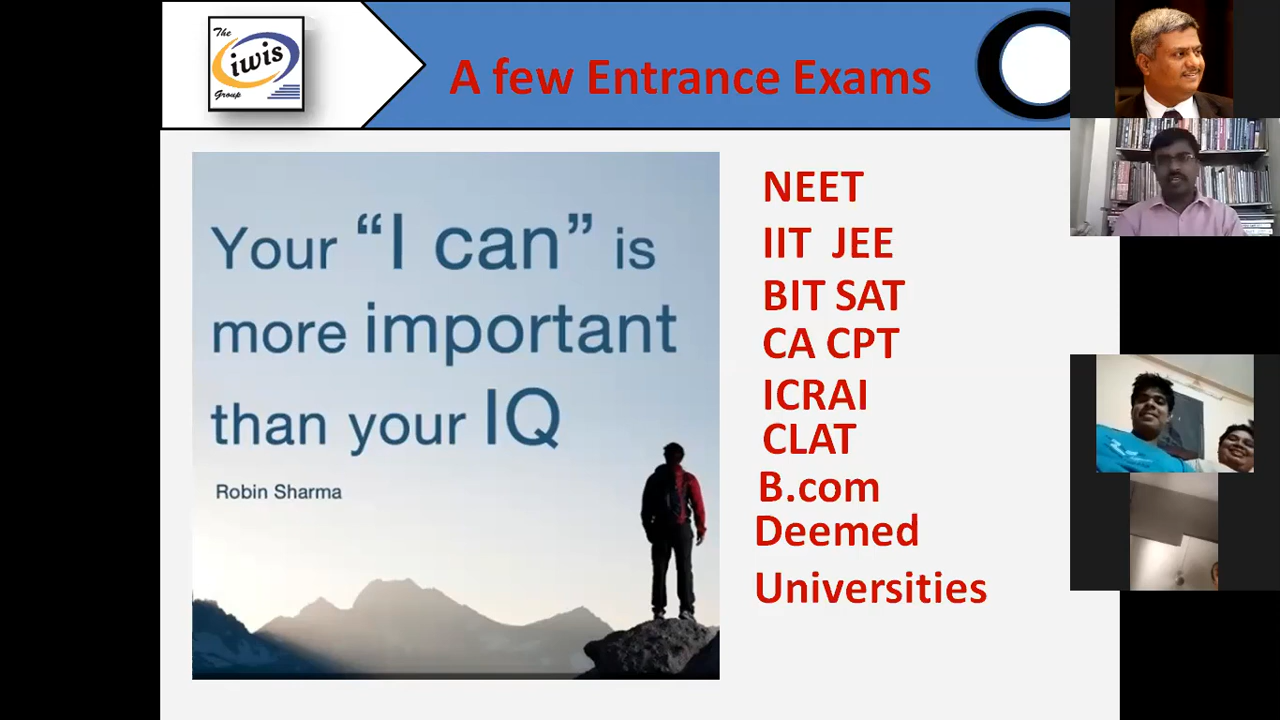 The
iwis
Group
A few Entrance Exams
Your “I can” is
more important
than your IQ
Robin Sharma
NEET
IIT JEE
BIT SAT
CA CPT
ICRAI
CLAT
B.com
Deemed
Universities